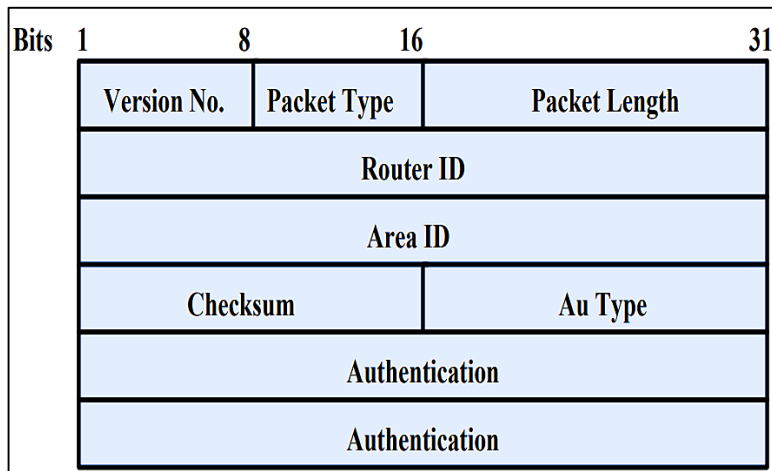 Bits 1 8 16 31
Version No. Packet Type Packet Length
Router ID
Area ID
Checksum Au Type
Authentication
Authentication